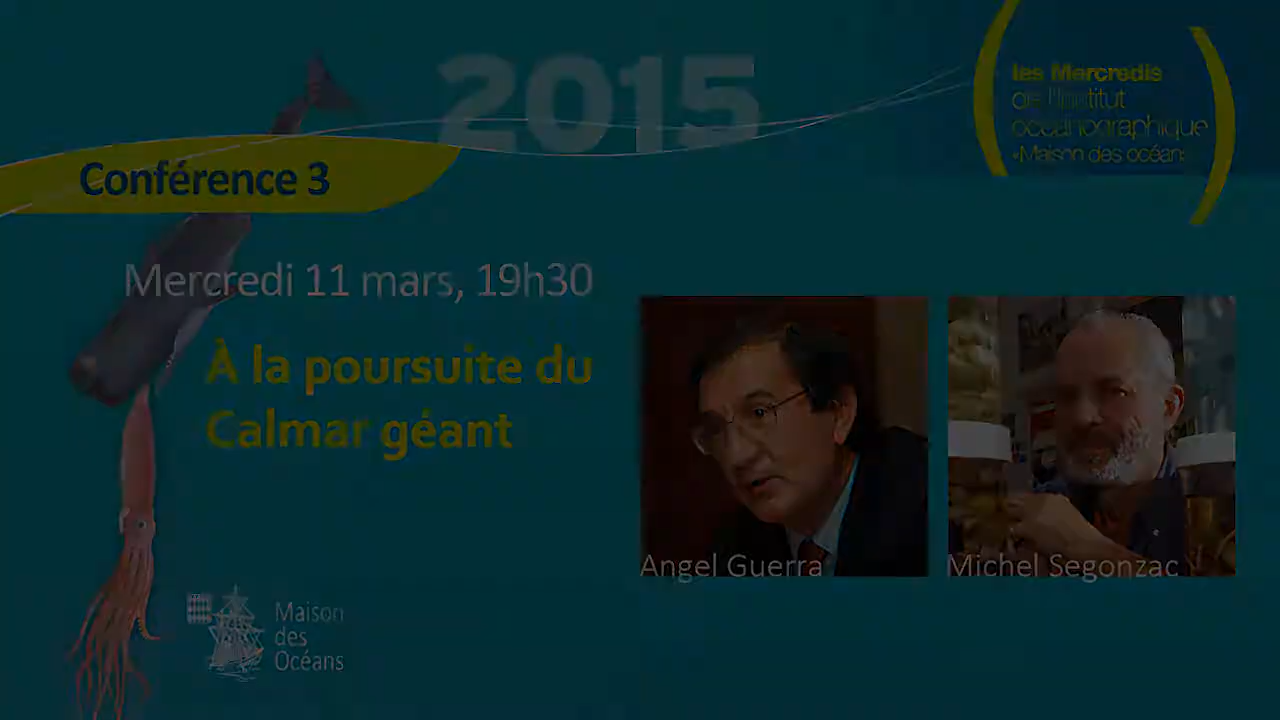 2015
les Mercredis
de l'Institut
océanographique
«Maison des océans
Conférence 3
Mercredi 11 mars, 19h30
À la poursuite du
Calmar géant
Angel Guerra
Michel Segonzac
Maison
des
Océans